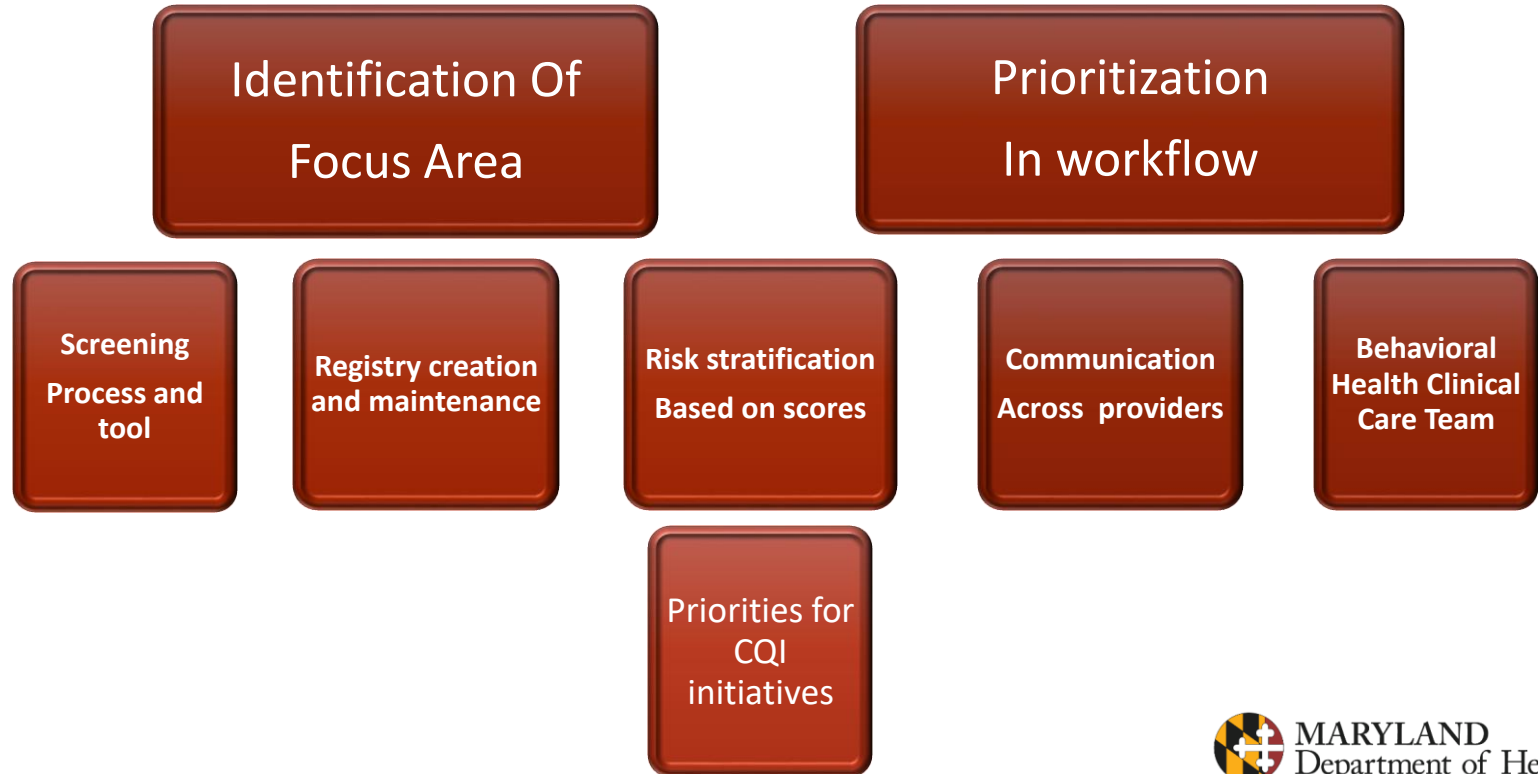 Identification Of
Focus Area
Prioritization
In workflow
Screening
Process and
tool
Registry creation
and maintenance
Risk stratification
Based on scores
Communication
Across providers
Behavioral
Health Clinical
Care Team
Priorities for
CQI
initiatives
MARYLAND
Department of He